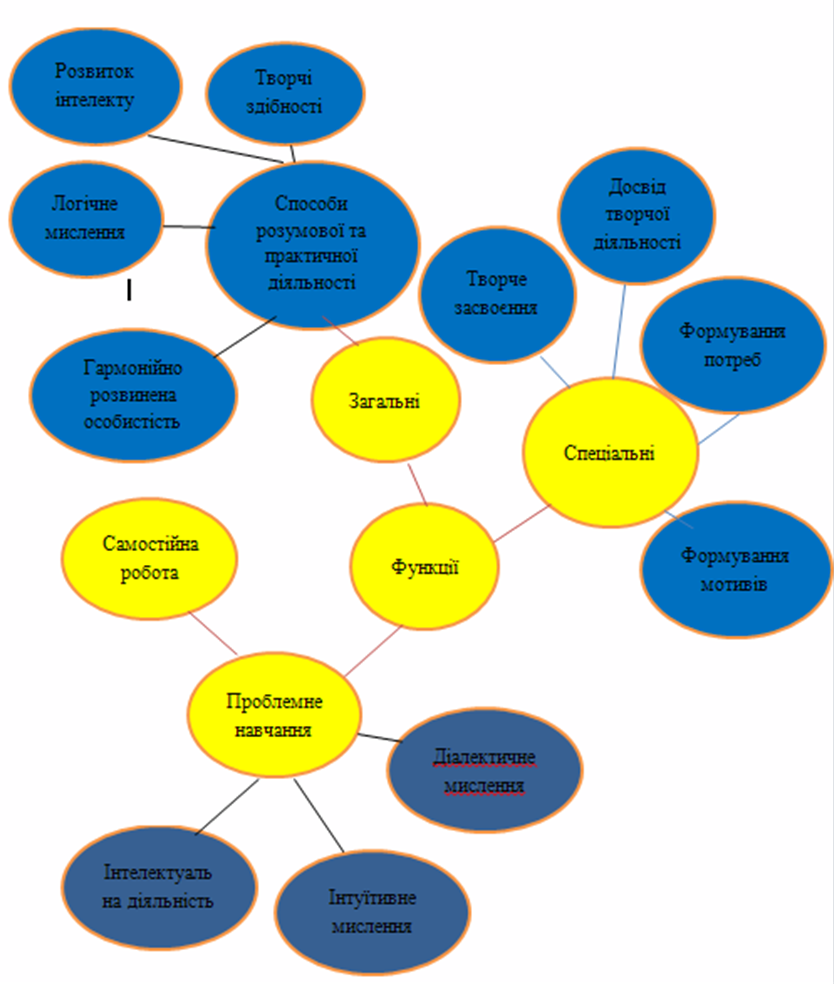 Розвиток
інтелекту
Творчі
здібності
Логічне
мислення
Способи
розумової та
практичної
діяльності
Досвід
творчої
діяльності
Творче
засвоєння
Формування
потреб
Гармонійно
розвинена
особистість
Загальні
Спеціальні
Самостійна
робота
Функції
Формування
мотивів
Проблемне
навчання
Діалектичне
мислення
Інтелектуаль
на діяльність
Інтуїтивне
мислення